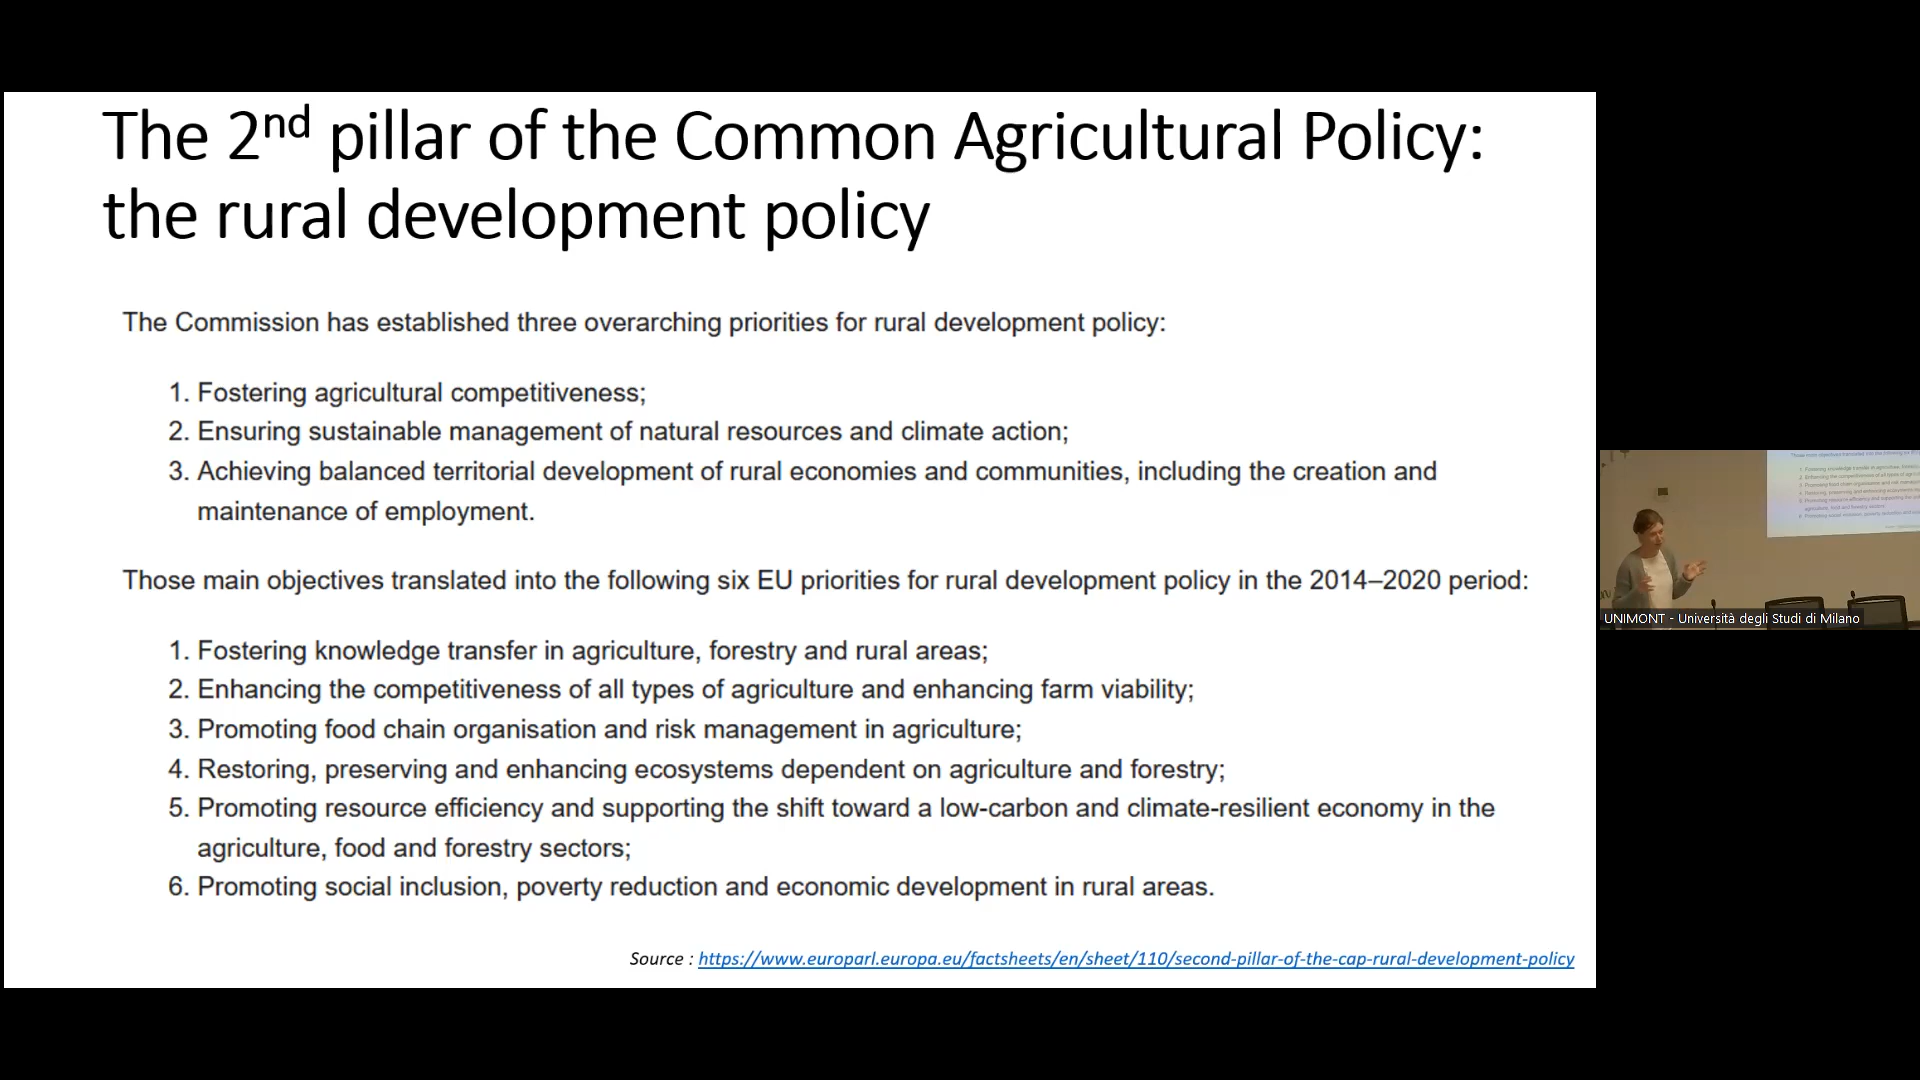 The 2nd pillar of the Common Agricultural Policy:
the rural development policy
The Commission has established three overarching priorities for rural development policy:
1. Fostering agricultural competitiveness;
2. Ensuring sustainable management of natural resources and climate action;
3. Achieving balanced territorial development of rural economies and communities, including the creation and
maintenance of employment.
Those main objectives translated into the following six EU priorities for rural development policy in the 2014–2020 period:
1. Fostering knowledge transfer in agriculture, forestry and rural areas;
2. Enhancing the competitiveness of all types of agriculture and enhancing farm viability;
3. Promoting food chain organisation and risk management in agriculture;
4. Restoring, preserving and enhancing ecosystems dependent on agriculture and forestry;
5. Promoting resource efficiency and supporting the shift toward a low-carbon and climate-resilient economy in the
agriculture, food and forestry sectors;
6. Promoting social inclusion, poverty reduction and economic development in rural areas.
Source : https://www.europarl.europa.eu/factsheets/en/sheet/110/second-pillar-of-the-cap-rural-development-policy
UNIMONT - Università degli Studi di Milano